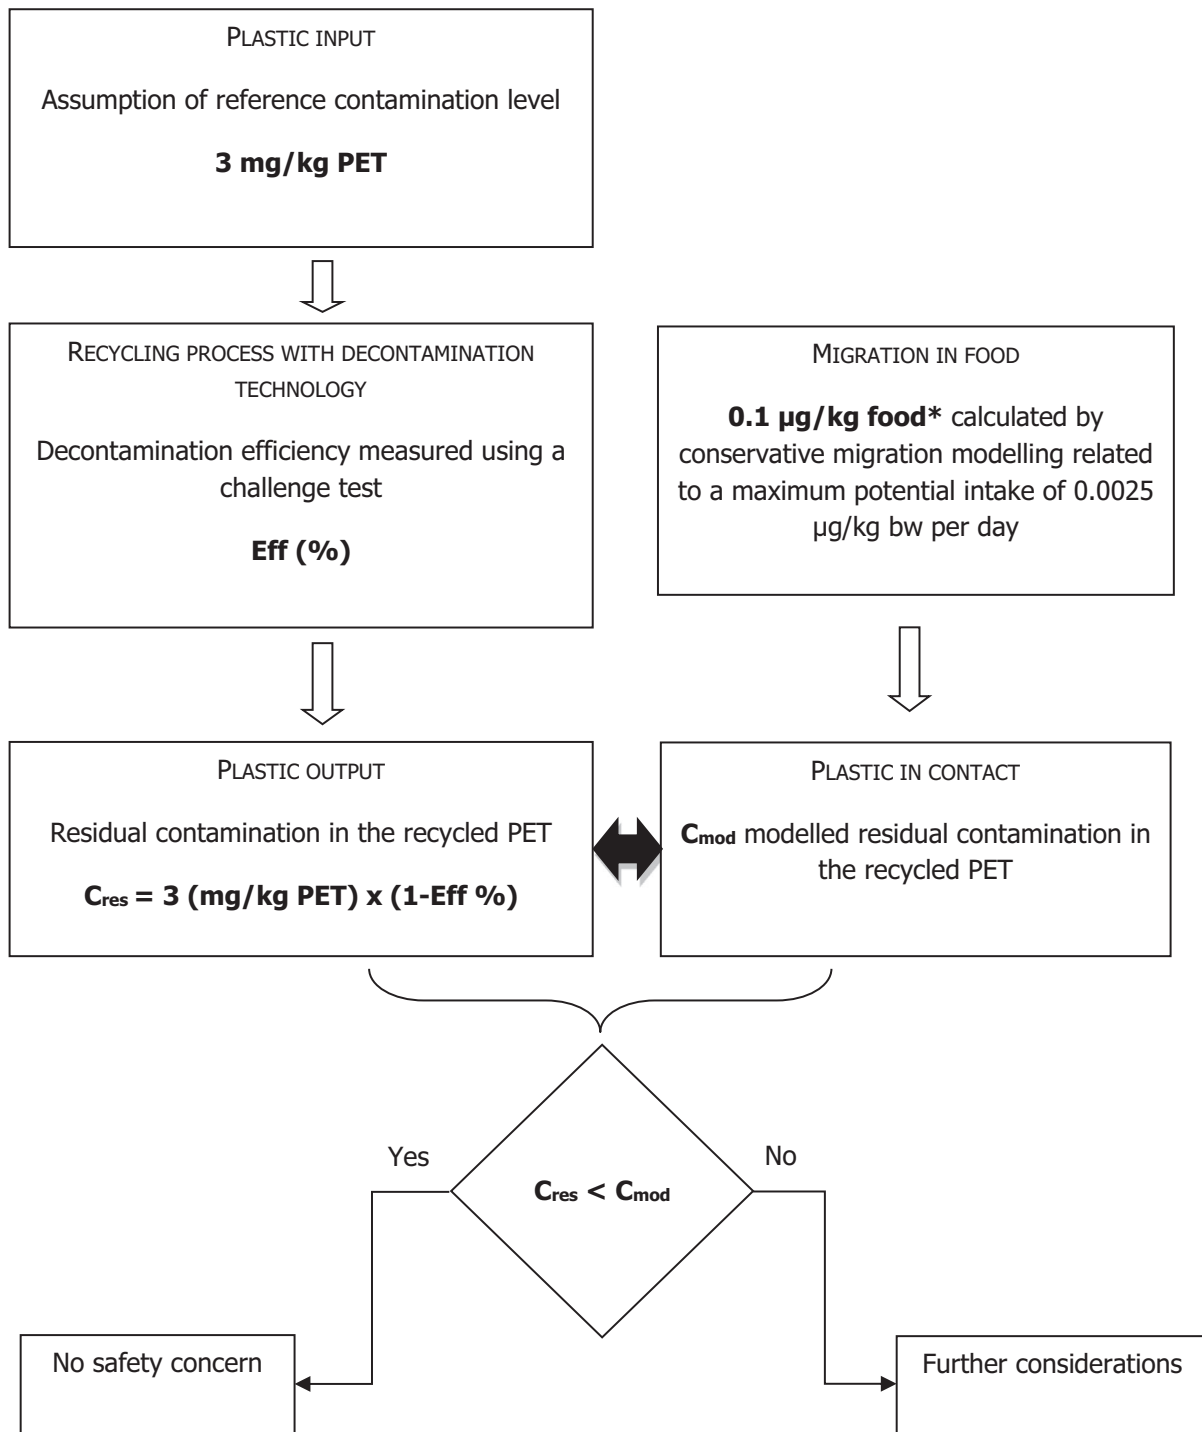 PLASTIC INPUT
Assumption of reference contamination level
3 mg/kg PET
RECYCLING PROCESS WITH DECONTAMINATION
TECHNOLOGY
Decontamination efficiency measured using a
challenge test
Eff (%)
MIGRATION IN FOOD
0.1 µg/kg food* calculated by
conservative migration modelling related
to a maximum potential intake of 0.0025
µg/kg bw per day
PLASTIC OUTPUT
Residual contamination in the recycled PET
Cres = 3 (mg/kg PET) x (1-Eff %)
PLASTIC IN CONTACT
Cmod modelled residual contamination in
the recycled PET
Yes
No
Cres < Cmod
No safety concern
Further considerations